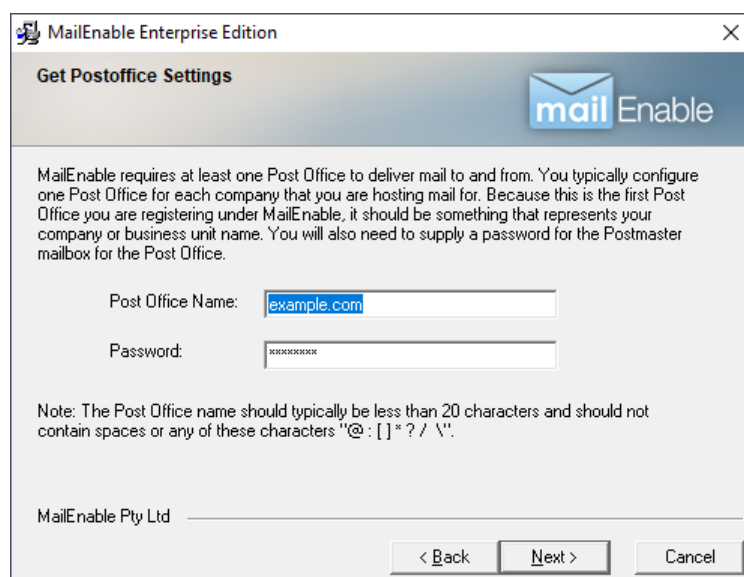 MailEnable Enterprise Edition
Get Postoffice Settings
mail Enable
MailEnable requires at least one Post Office to deliver mail to and from. You typically configure
one Post Office for each company that you are hosting mail for. Because this is the first Post
Office you are registering under MailEnable, it should be something that represents your
company or business unit name. You will also need to supply a password for the Postmaster
mailbox for the Post Office.
Post Office Name: example.com
Password: ********
Note: The Post Office name should typically be less than 20 characters and should not
contain spaces or any of these characters "@ : [ ] * ? / \".
MailEnable Pty Ltd
< Back Next > Cancel